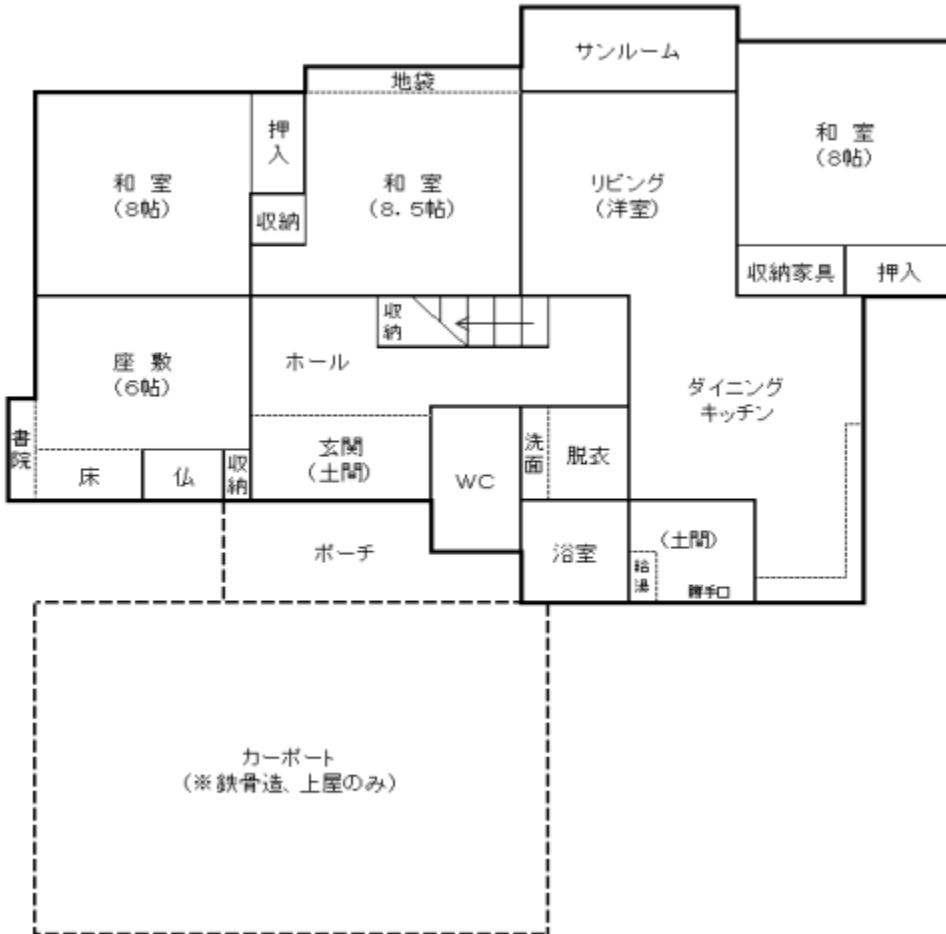 サンルーム
地袋
和 室
(8帖)
押入
収納
和 室
(8.5帖)
リビング
(洋室)
和 室
(8帖)
収納家具
押入
座 敷
(6帖)
ホール
収納
ダイニング
キッチン
書院
床
仏
収納
玄関
(土間)
WC
洗面
脱衣
ポーチ
浴室
(土間)
給湯
勝手口
カーポート
(※鉄骨造、上屋のみ)